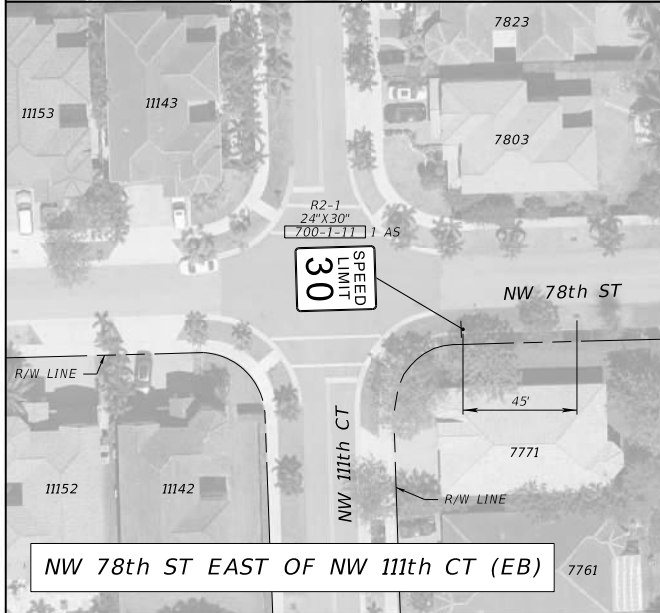 7823
11153
11143
7803
R2-1
24"X30"
700-1-11 1 AS
SPEED
LIMIT
30
NW 78th ST
R/W LINE
45'
NW 111th CT
7771
11152
11142
R/W LINE
NW 78th ST EAST OF NW 111th CT (EB)
7761